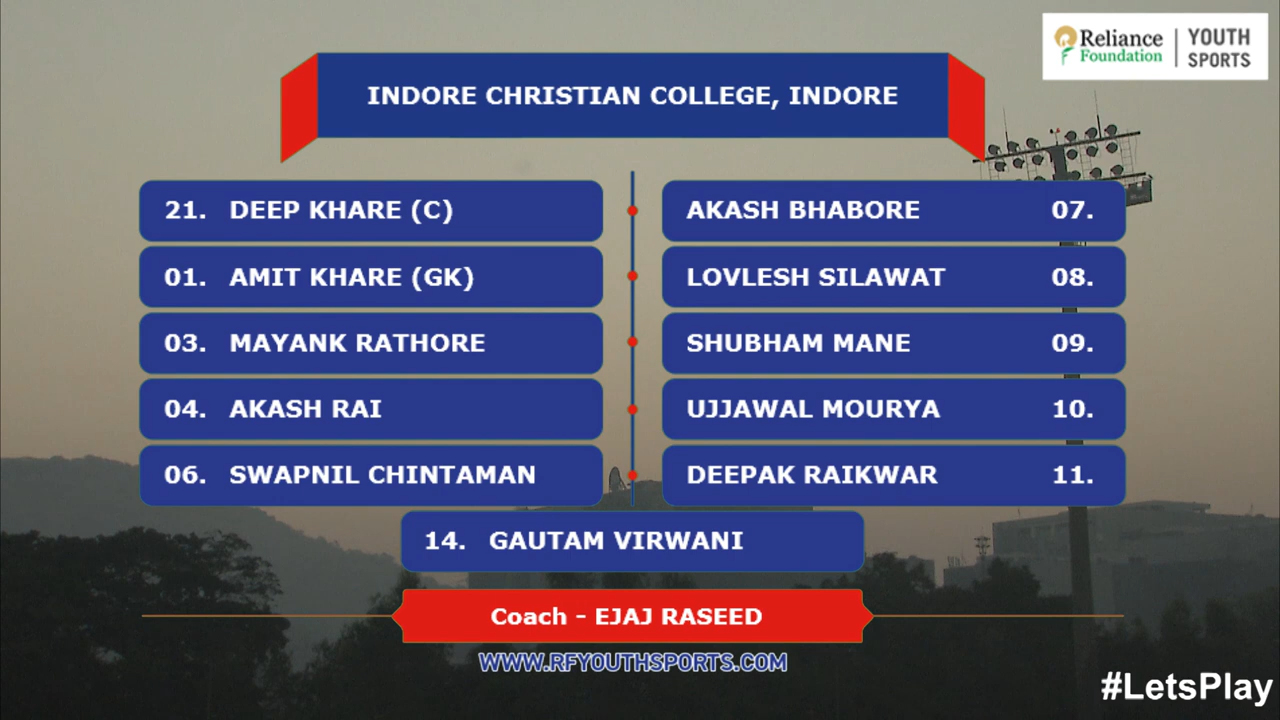 Reliance Foundation | YOUTH SPORTS
INDORE CHRISTIAN COLLEGE, INDORE
21. DEEP KHARE (C)
01. AMIT KHARE (GK)
03. MAYANK RATHORE
04. AKASH RAI
06. SWAPNIL CHINTAMAN
AKASH BHABORE 07.
LOVLESH SILAWAT 08.
SHUBHAM MANE 09.
UJJAWAL MOURYA 10.
DEEPAK RAIKWAR 11.
14. GAUTAM VIRWANI
Coach - EJAJ RASEED
WWW.RFYOUTHSPORTS.COM
#LetsPlay